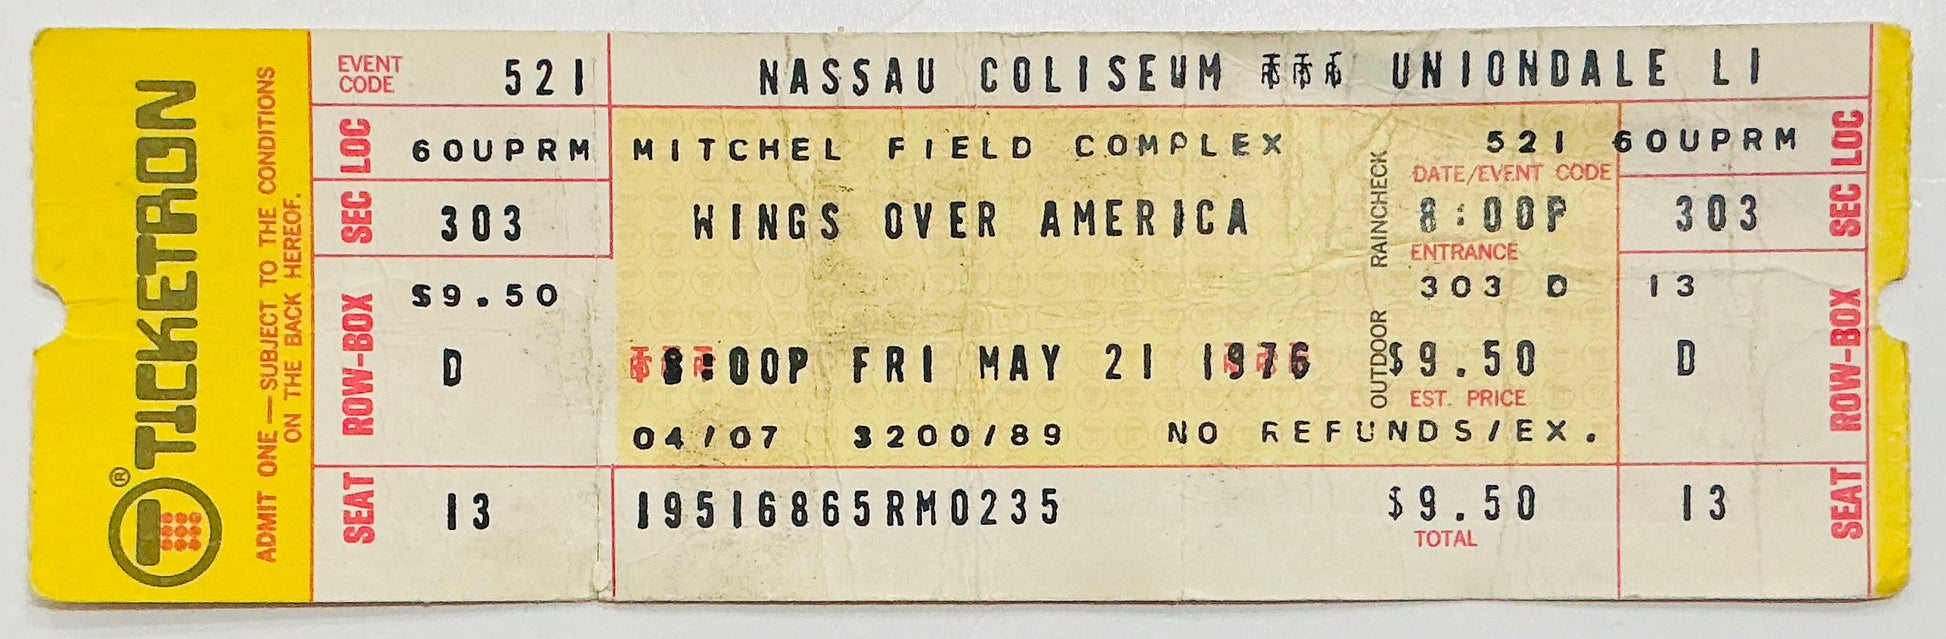 TICKETRON®
ADMIT ONE—SUBJECT TO THE CONDITIONS
ON THE BACK HEREOF.
EVENT
CODE
521
LOC
60UPRM
SEC
303
$9.50
ROW-BOX
D
SEAT
13
NASSAU COLISEUM UNIONDALE LI
MITCHEL FIELD COMPLEX
521
60UPRM
LOC
DATE/EVENT CODE
WINGS OVER AMERICA
8:00P
303
SEC
ENTRANCE
303 D
13
OUTDOOR RAINCHECK
8:00P FRI MAY 21 1976
$9.50
D
ROW-BOX
EST. PRICE
04/07 3200/89 NO REFUNDS/EX.
19516865RM0235
$9.50
13
SEAT
TOTAL